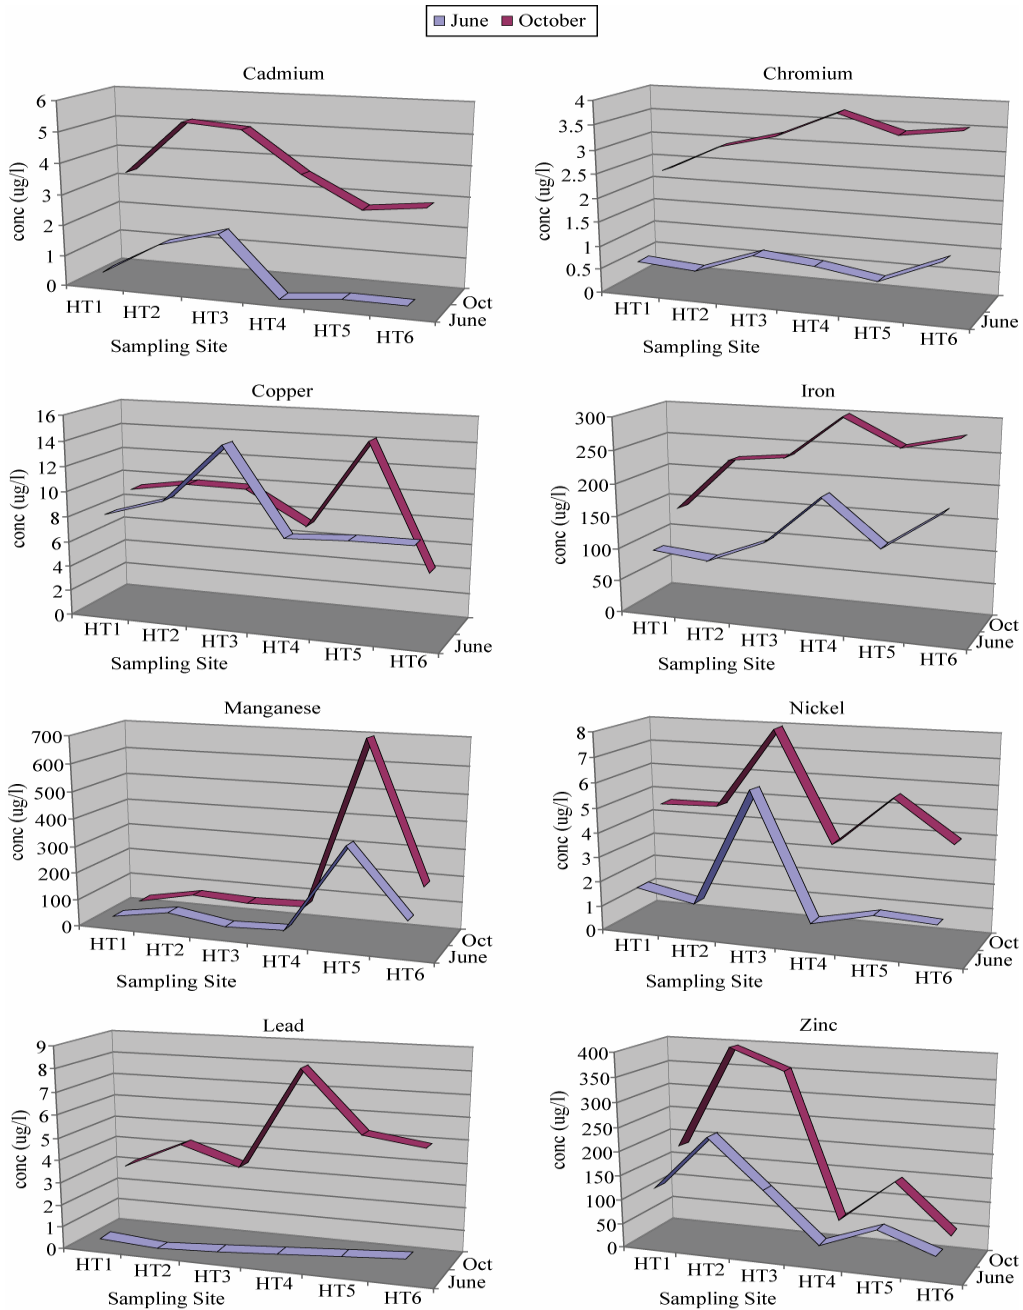 June October
Cadmium
6
5
4
3
2
1
0
conc (ug/l)
HT1 HT2 HT3 HT4 HT5 HT6
Oct
June
Sampling Site
Chromium
4
3.5
3
2.5
2
1.5
1
0.5
0
conc (ug/l)
HT1 HT2 HT3 HT4 HT5 HT6
June
Sampling Site
Copper
16
14
12
10
8
6
4
2
0
conc (ug/l)
HT1 HT2 HT3 HT4 HT5 HT6
June
Sampling Site
Iron
300
250
200
150
100
50
0
conc (ug/l)
HT1 HT2 HT3 HT4 HT5 HT6
Oct
June
Sampling Site
Manganese
700
600
500
400
300
200
100
0
conc (ug/l)
HT1 HT2 HT3 HT4 HT5 HT6
Oct
June
Sampling Site
Nickel
8
7
6
5
4
3
2
1
0
conc (ug/l)
HT1 HT2 HT3 HT4 HT5 HT6
Oct
June
Sampling Site
Lead
9
8
7
6
5
4
3
2
1
0
conc (ug/l)
HT1 HT2 HT3 HT4 HT5 HT6
Oct
June
Sampling Site
Zinc
400
350
300
250
200
150
100
50
0
conc (ug/l)
HT1 HT2 HT3 HT4 HT5 HT6
Oct
June
Sampling Site